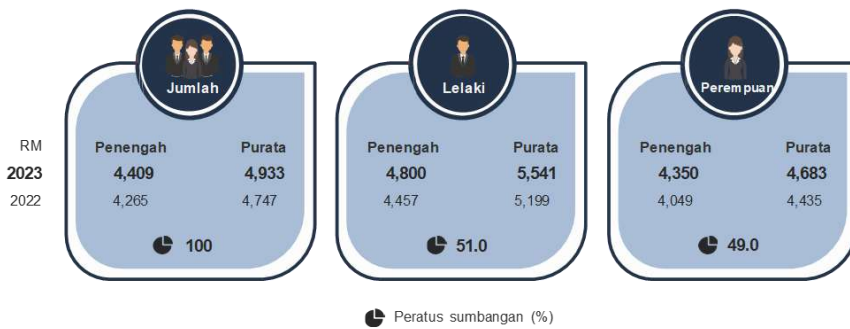 Jumlah Lelaki Perempuan
RM Penengah Purata Penengah Purata Penengah Purata
2023 4,409 4,933 4,800 5,541 4,350 4,683
2022 4,265 4,747 4,457 5,199 4,049 4,435
100 51.0 49.0
Peratus sumbangan (%)